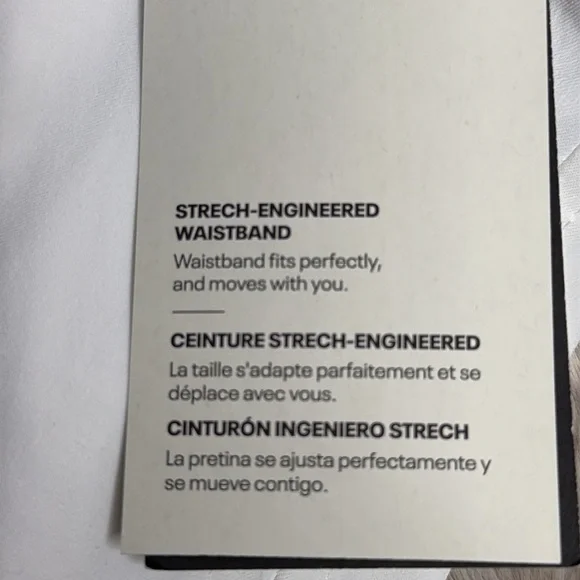 STRECH-ENGINEERED
WAISTBAND
Waistband fits perfectly,
and moves with you.
CEINTURE STRECH-ENGINEERED
La taille s'adapte parfaitement et se
déplace avec vous.
CINTURÓN INGENIERO STRECH
La pretina se ajusta perfectamente y
se mueve contigo.